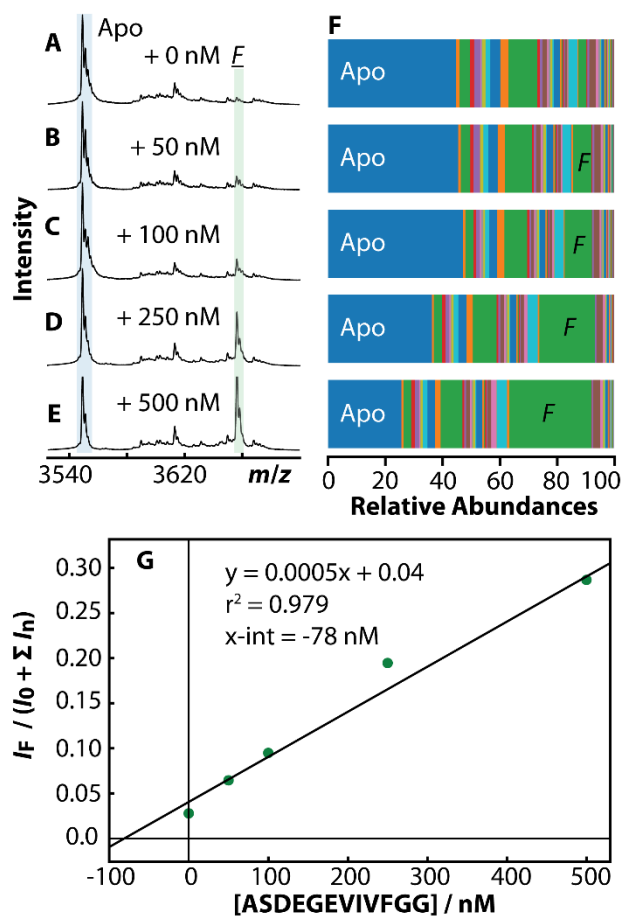 A
Apo
+ 0 nM
F
B
+ 50 nM
C
+ 100 nM
D
+ 250 nM
E
+ 500 nM
Intensity
3540
3620
m/z
F
Apo
Apo
F
Apo
F
Apo
F
Apo
F
0
20
40
60
80
100
Relative Abundances
G
y = 0.0005x + 0.04
r² = 0.979
x-int = -78 nM
I_F / (I₀ + Σ Iₙ)
0.30
0.25
0.20
0.15
0.10
0.05
0.0
-100
0
100
200
300
400
500
[ASDEGEVIVFGG] / nM